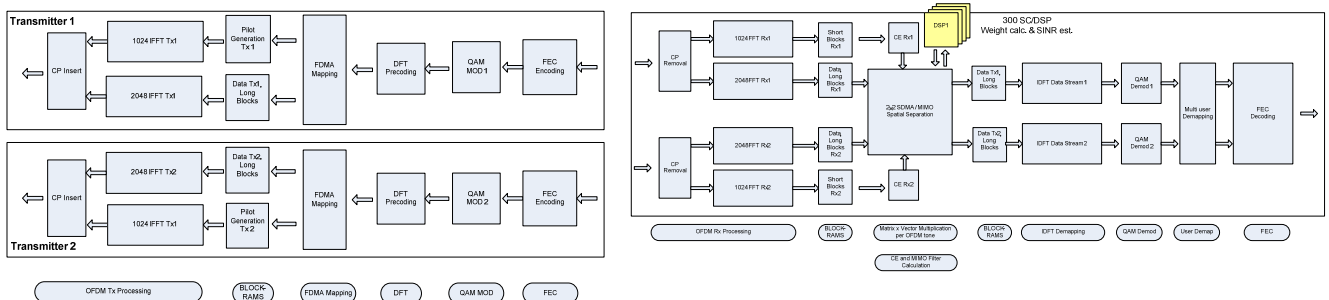 Transmitter 1
CP Insert
1024 IFFT Tx1
2048 IFFT Tx1
Pilot
Generation
Tx 1
Data Tx1,
Long
Blocks
FDMA
Mapping
DFT
Precoding
QAM
MOD 1
FEC
Encoding
CP Insert
2048 IFFT Tx2
1024 IFFT Tx1
Data Tx2,
Long
Blocks
Pilot
Generation
Tx 2
FDMA
Mapping
DFT
Precoding
QAM
MOD 2
FEC
Encoding
Transmitter 2
OFDM Tx Processing
BLOCK-
RAMS
FDMA Mapping
DFT
QAM MOD
FEC
CP
Removal
1024 FFT Rx1
2048FFT Rx1
Short
Blocks
Rx1
Data,
Long
Blocks
Rx1
CE Rx1
DSP1
300 SC/DSP
Weight calc. & SINR est.
2x2 SDMA / MIMO
Spatial Separation
CP
Removal
2048FFT Rx2
1024 FFT Rx2
Data,
Long
Blocks
Rx2
Short
Blocks
Rx2
CE Rx2
Data Tx1,
Long
Blocks
Data Tx2,
Long
Blocks
IDFT Data Stream 1
IDFT Data Stream 2
QAM
Demod 1
QAM
Demod 2
Multi user
Demapping
FEC
Decoding
OFDM Rx Processing
BLOCK-
RAMS
Matrix x Vector Multiplication
per OFDM tone
CE and MIMO Filter
Calculation
BLOCK-
RAMS
IDFT Demapping
QAM Demod
User Demap
FEC